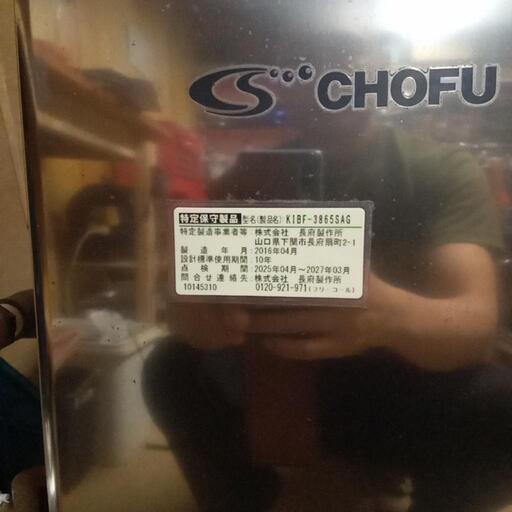 CHOFU
特定保守製品 型名(製品名) KIBF-3865SAG
特定製造事業者等 : 株式会社 長府製作所
山口県下関市長府扇町2-1
製造年月 : 2016年04月
設計標準使用期間 : 10年
点検期間 : 2025年04月～2027年03月
問合せ連絡先 : 株式会社 長府製作所
10145310 0120-921-971(フリーコール)